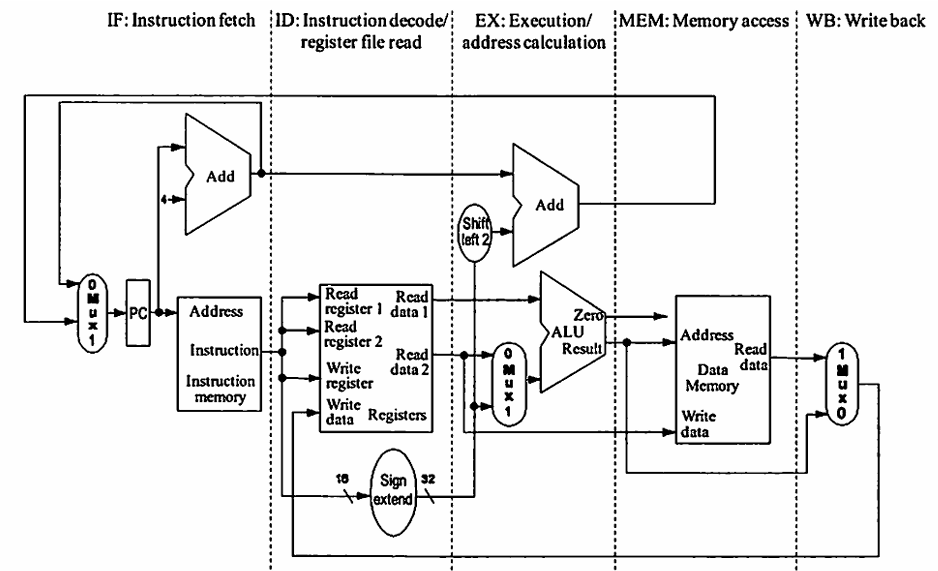 IF: Instruction fetch
ID: Instruction decode/
register file read
EX: Execution/
address calculation
MEM: Memory access
WB: Write back
Add
4
Add
Shift
left 2
0
M
u
x
1
PC
Address
Instruction
Instruction
memory
Read
register 1
Read
data 1
Read
register 2
Read
data 2
Write
register
Write
data
Registers
0
M
u
x
1
Zero
ALU
Result
Address
Read
data
Data
Memory
Write
data
1
M
u
x
0
16
Sign
extend
32